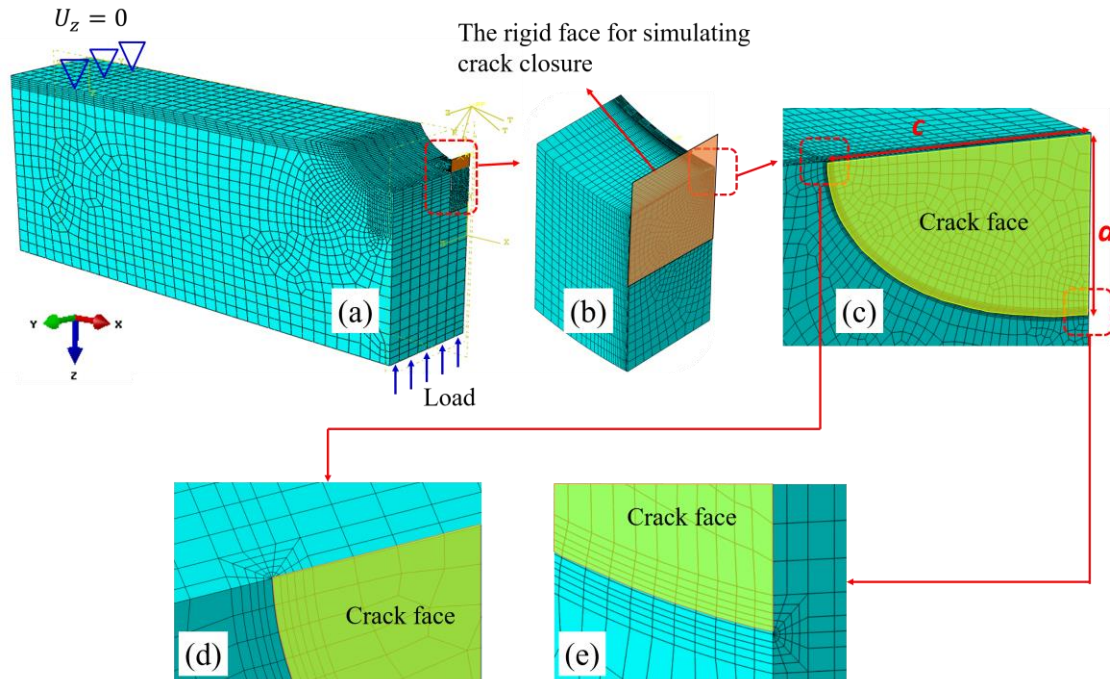 U_z = 0
The rigid face for simulating
crack closure
c
Crack face
a
(a)
(b)
(c)
Y
X
Z
Load
Crack face
Crack face
(d)
(e)